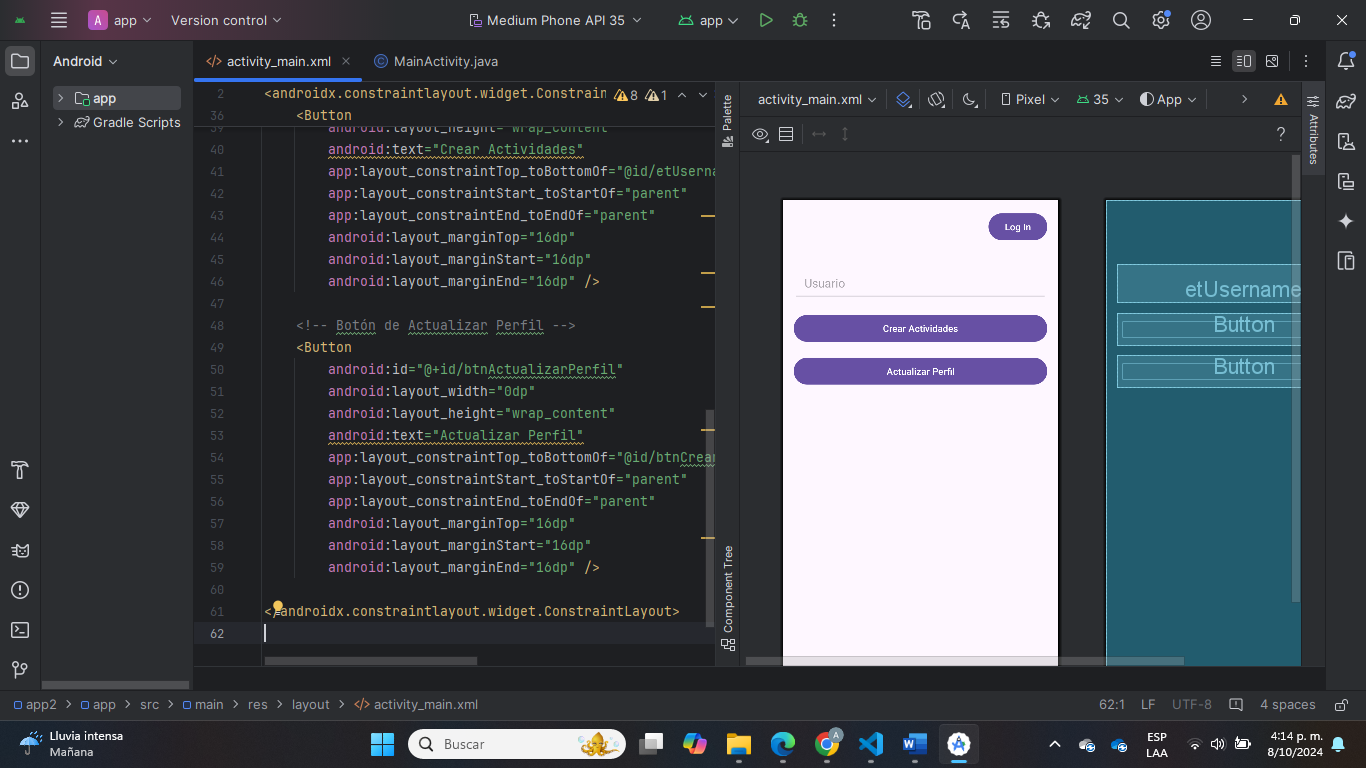 A app Version control Medium Phone API 35 app
Android activity_main.xml MainActivity.java
app
Gradle Scripts
2 <androidx.constraintlayout.widget.Constrain 8 1
36 <Button
39 android:layout_height="wrap_content"
40 android:text="Crear Actividades"
41 app:layout_constraintTop_toBottomOf="@id/etUserna
42 app:layout_constraintStart_toStartOf="parent"
43 app:layout_constraintEnd_toEndOf="parent"
44 android:layout_marginTop="16dp"
45 android:layout_marginStart="16dp"
46 android:layout_marginEnd="16dp" />
47
48 <!-- Botón de Actualizar Perfil -->
49 <Button
50 android:id="@+id/btnActualizarPerfil"
51 android:layout_width="0dp"
52 android:layout_height="wrap_content"
53 android:text="Actualizar Perfil"
54 app:layout_constraintTop_toBottomOf="@id/btnCrear
55 app:layout_constraintStart_toStartOf="parent"
56 app:layout_constraintEnd_toEndOf="parent"
57 android:layout_marginTop="16dp"
58 android:layout_marginStart="16dp"
59 android:layout_marginEnd="16dp" />
60
61 </androidx.constraintlayout.widget.ConstraintLayout>
62
Palette
Component Tree
activity_main.xml Pixel 35 App
?
Log In
Usuario
Crear Actividades
Actualizar Perfil
etUsername
Button
Button
Attributes
app2 > app > src > main > res > layout > activity_main.xml 62:1 LF UTF-8 4 spaces
Lluvia intensa
Mañana
Buscar
A
ESP
LAA
4:14 p. m.
8/10/2024